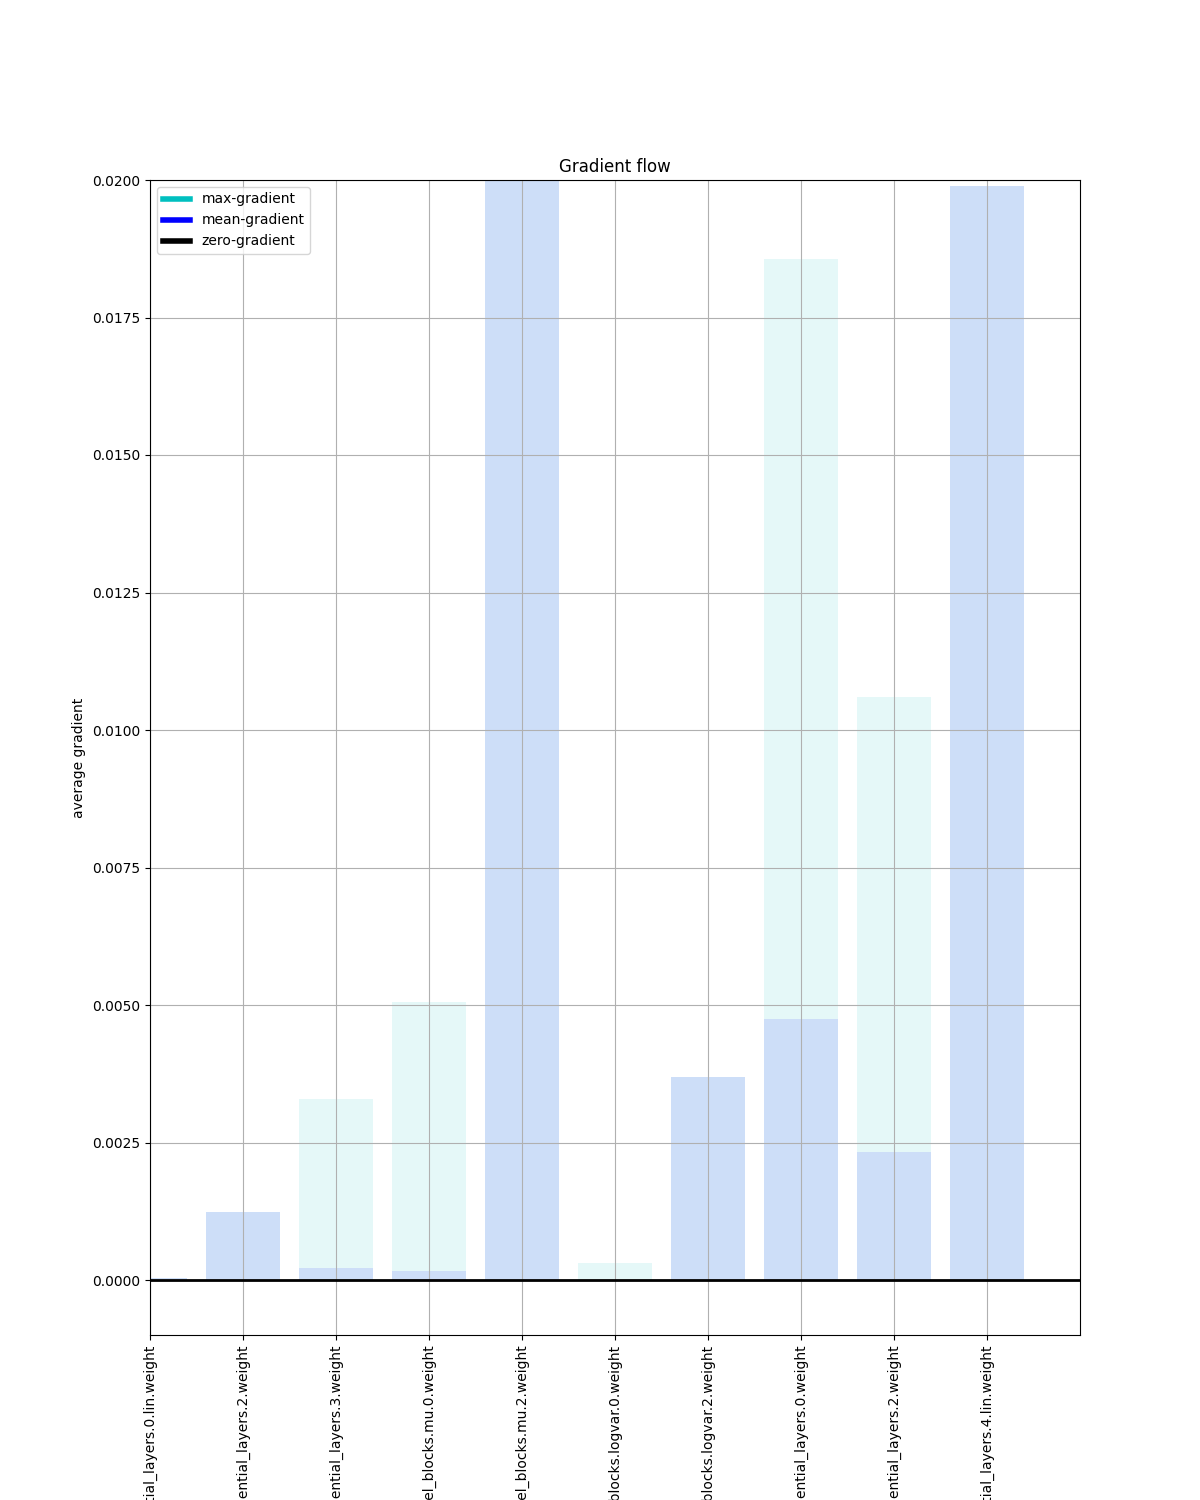 Gradient flow
max-gradient
mean-gradient
zero-gradient
0.0200
0.0175
0.0150
0.0125
0.0100
0.0075
0.0050
0.0025
0.0000
average gradient
tial_layers.0.lin.weight
ential_layers.2.weight
ential_layers.3.weight
el_blocks.mu.0.weight
el_blocks.mu.2.weight
blocks.logvar.0.weight
blocks.logvar.2.weight
ential_layers.0.weight
ential_layers.2.weight
tial_layers.4.lin.weight